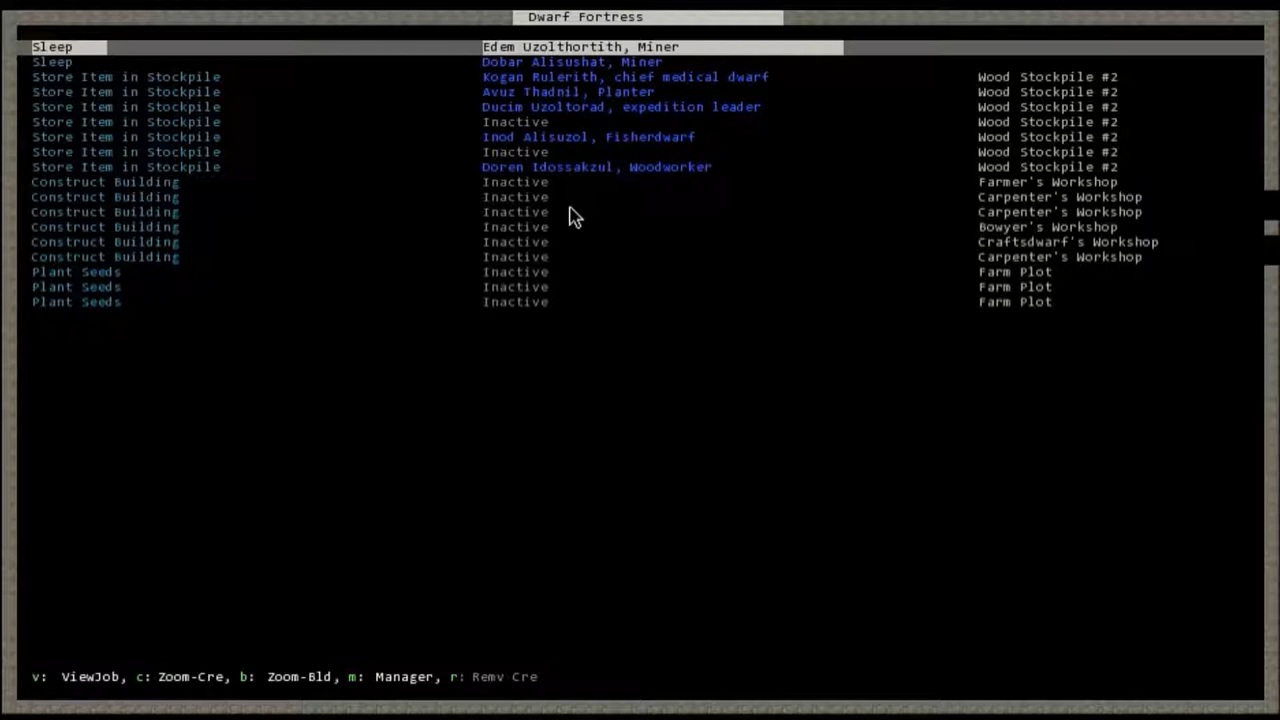 Dwarf Fortress
Sleep Edem Uzolthortith, Miner
Sleep Dobar Alisushat, Miner
Store Item in Stockpile Kogan Rulerith, chief medical dwarf Wood Stockpile #2
Store Item in Stockpile Avuz Thadnil, Planter Wood Stockpile #2
Store Item in Stockpile Ducim Uzoltorad, expedition leader Wood Stockpile #2
Store Item in Stockpile Inactive Wood Stockpile #2
Store Item in Stockpile Inod Alisuzol, Fisherdwarf Wood Stockpile #2
Store Item in Stockpile Inactive Wood Stockpile #2
Store Item in Stockpile Doren Idossakzul, Woodworker Wood Stockpile #2
Construct Building Inactive Farmer's Workshop
Construct Building Inactive Carpenter's Workshop
Construct Building Inactive Carpenter's Workshop
Construct Building Inactive Bowyer's Workshop
Construct Building Inactive Craftsdwarf's Workshop
Construct Building Inactive Carpenter's Workshop
Plant Seeds Inactive Farm Plot
Plant Seeds Inactive Farm Plot
Plant Seeds Inactive Farm Plot
v: ViewJob, c: Zoom-Cre, b: Zoom-Bld, m: Manager, r: Remv Cre